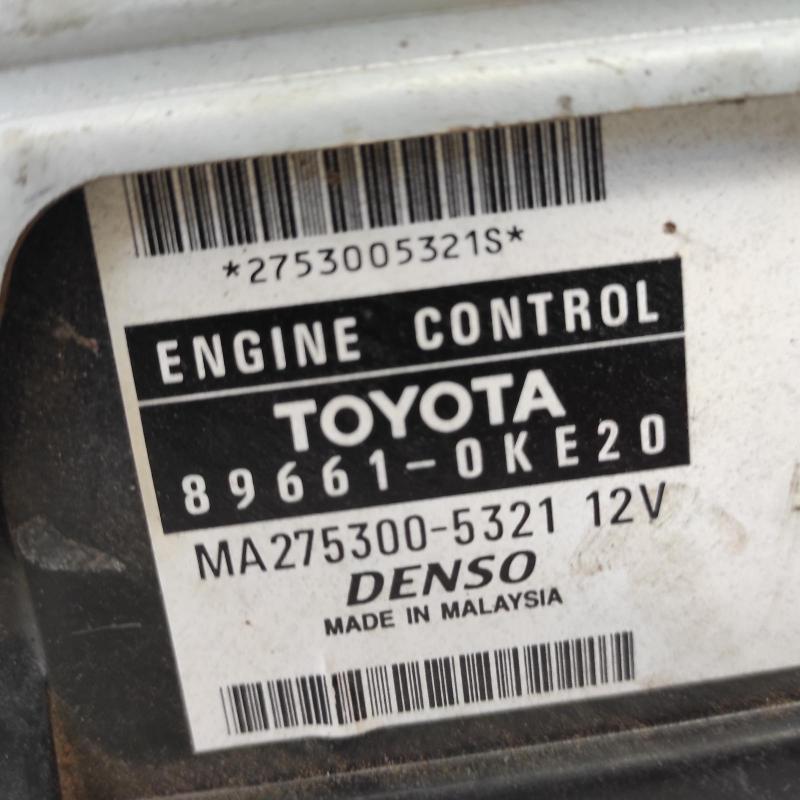 *2753005321S*
ENGINE CONTROL
TOYOTA
89661-0KE20
MA275300-5321 12V
DENSO
MADE IN MALAYSIA